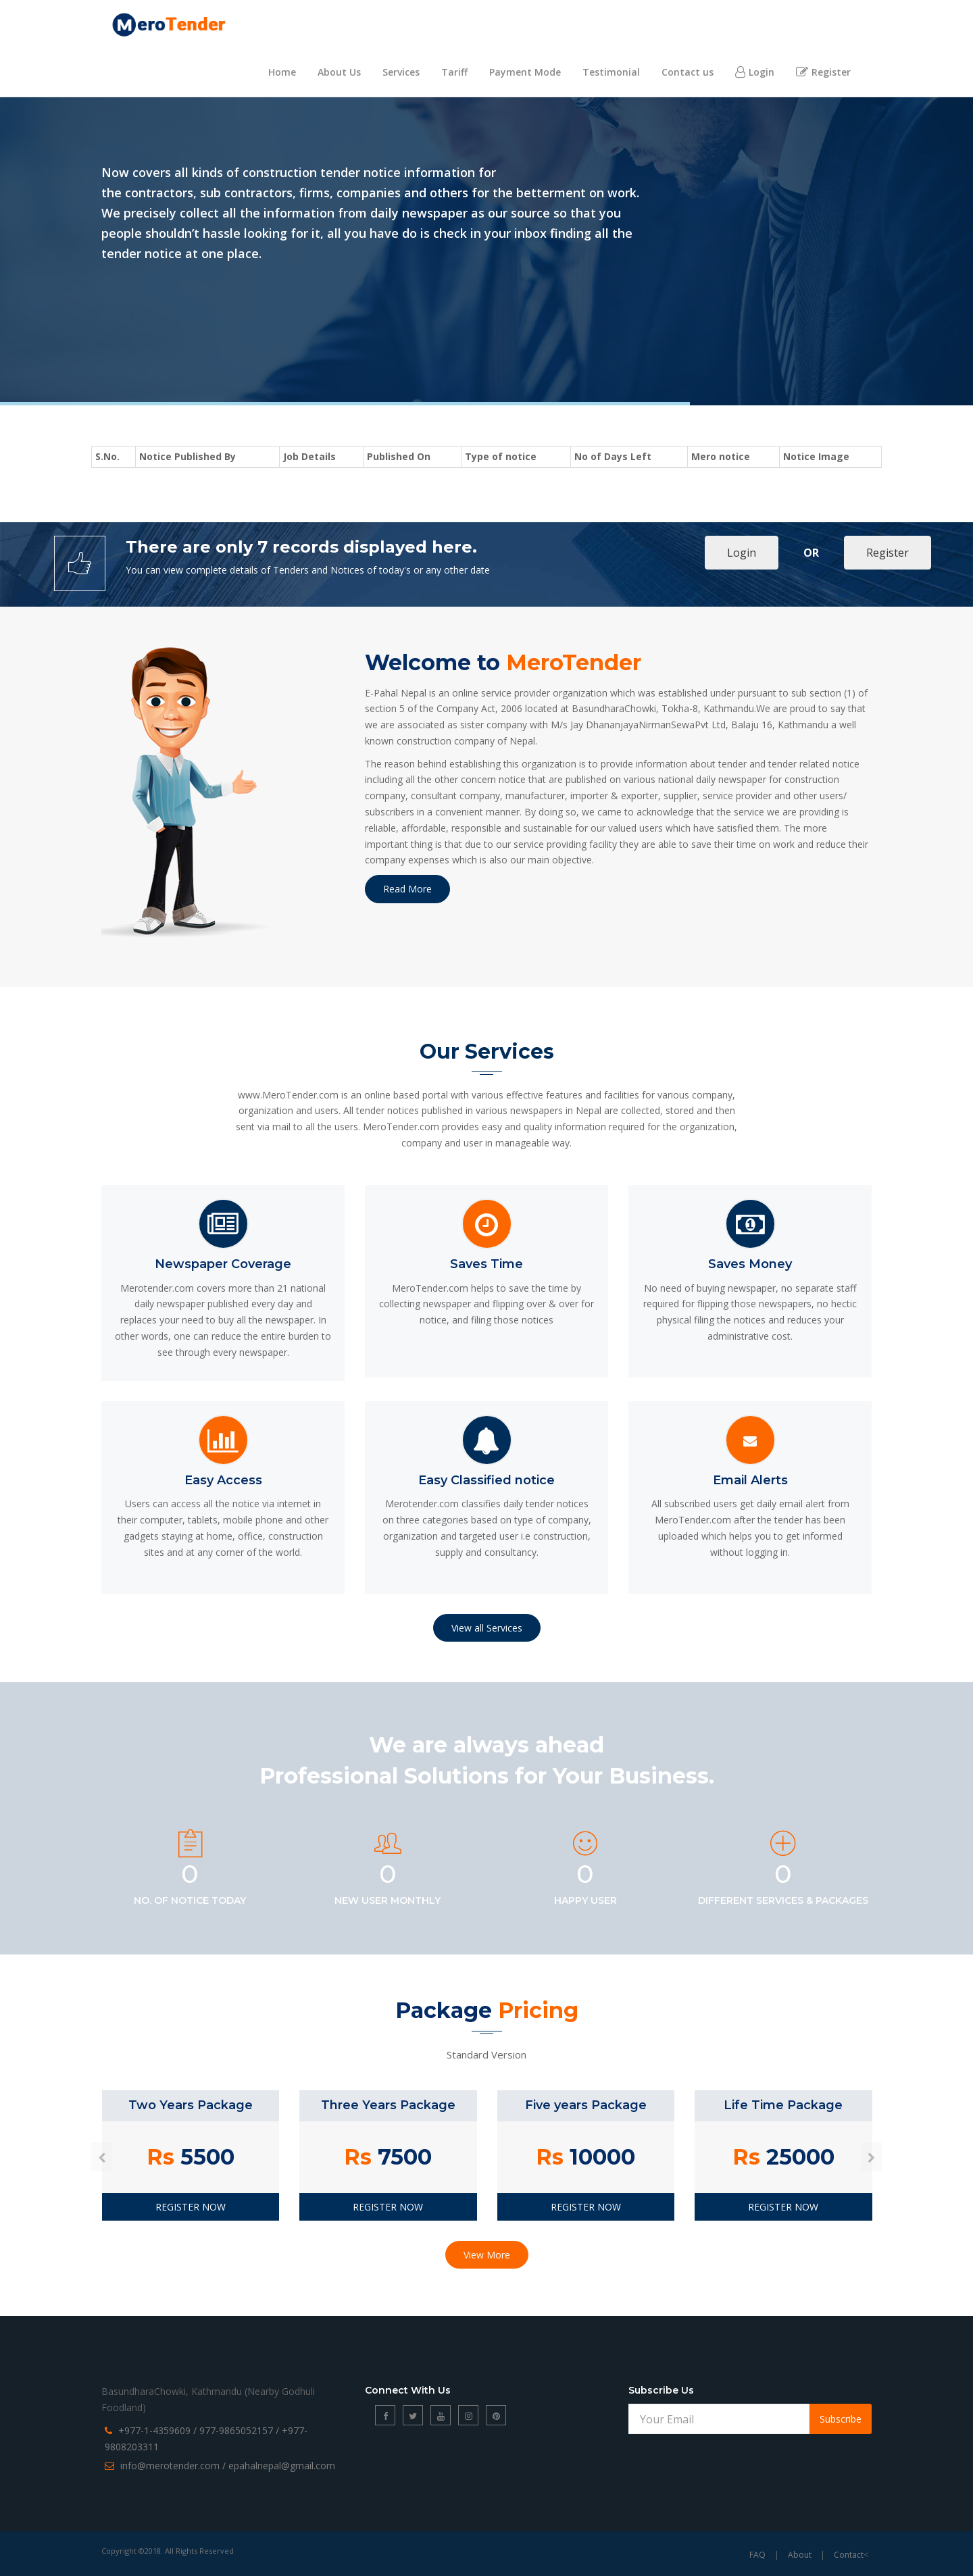 MeroTender
Home About Us Services Tariff Payment Mode Testimonial Contact us Login Register
Now covers all kinds of construction tender notice information for
the contractors, sub contractors, firms, companies and others for the betterment on work.
We precisely collect all the information from daily newspaper as our source so that you
people shouldn't hassle looking for it, all you have do is check in your inbox finding all the
tender notice at one place.
S.No. Notice Published By Job Details Published On Type of notice No of Days Left Mero notice Notice Image
There are only 7 records displayed here.
You can view complete details of Tenders and Notices of today's or any other date
Login OR Register
Welcome to MeroTender
E-Pahal Nepal is an online service provider organization which was established under pursuant to sub section (1) of
section 5 of the Company Act, 2006 located at BasundharaChowki, Tokha-8, Kathmandu.We are proud to say that
we are associated as sister company with M/s Jay DhananjayaNirmanSewaPvt Ltd, Balaju 16, Kathmandu a well
known construction company of Nepal.
The reason behind establishing this organization is to provide information about tender and tender related notice
including all the other concern notice that are published on various national daily newspaper for construction
company, consultant company, manufacturer, importer & exporter, supplier, service provider and other users/
subscribers in a convenient manner. By doing so, we came to acknowledge that the service we are providing is
reliable, affordable, responsible and sustainable for our valued users which have satisfied them. The more
important thing is that due to our service providing facility they are able to save their time on work and reduce their
company expenses which is also our main objective.
Read More
Our Services
www.MeroTender.com is an online based portal with various effective features and facilities for various company,
organization and users. All tender notices published in various newspapers in Nepal are collected, stored and then
sent via mail to all the users. MeroTender.com provides easy and quality information required for the organization,
company and user in manageable way.
Newspaper Coverage
Merotender.com covers more than 21 national
daily newspaper published every day and
replaces your need to buy all the newspaper. In
other words, one can reduce the entire burden to
see through every newspaper.
Saves Time
MeroTender.com helps to save the time by
collecting newspaper and flipping over & over for
notice, and filing those notices
Saves Money
No need of buying newspaper, no separate staff
required for flipping those newspapers, no hectic
physical filing the notices and reduces your
administrative cost.
Easy Access
Users can access all the notice via internet in
their computer, tablets, mobile phone and other
gadgets staying at home, office, construction
sites and at any corner of the world.
Easy Classified notice
Merotender.com classifies daily tender notices
on three categories based on type of company,
organization and targeted user i.e construction,
supply and consultancy.
Email Alerts
All subscribed users get daily email alert from
MeroTender.com after the tender has been
uploaded which helps you to get informed
without logging in.
View all Services
We are always ahead
Professional Solutions for Your Business.
0 0 0 0
NO. OF NOTICE TODAY NEW USER MONTHLY HAPPY USER DIFFERENT SERVICES & PACKAGES
Package Pricing
Standard Version
Two Years Package Three Years Package Five years Package Life Time Package
Rs 5500 Rs 7500 Rs 10000 Rs 25000
REGISTER NOW REGISTER NOW REGISTER NOW REGISTER NOW
View More
BasundharaChowki, Kathmandu (Nearby Godhuli
Foodland)
+977-1-4359609 / 977-9865052157 / +977-
9808203311
info@merotender.com / epahalnepal@gmail.com
Connect With Us
Subscribe Us
Your Email Subscribe
Copyright ©2018. All Rights Reserved
FAQ | About | Contact<